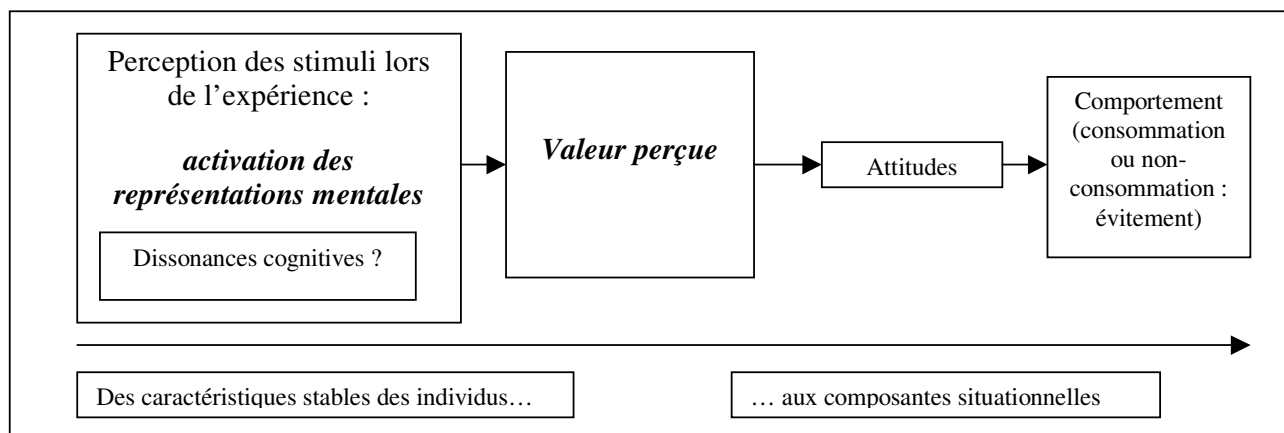 Perception des stimuli lors
de l’expérience :
activation des
représentations mentales
Dissonances cognitives ?
Valeur perçue
Attitudes
Comportement
(consommation
ou non-
consommation :
évitement)
Des caractéristiques stables des individus…
… aux composantes situationnelles